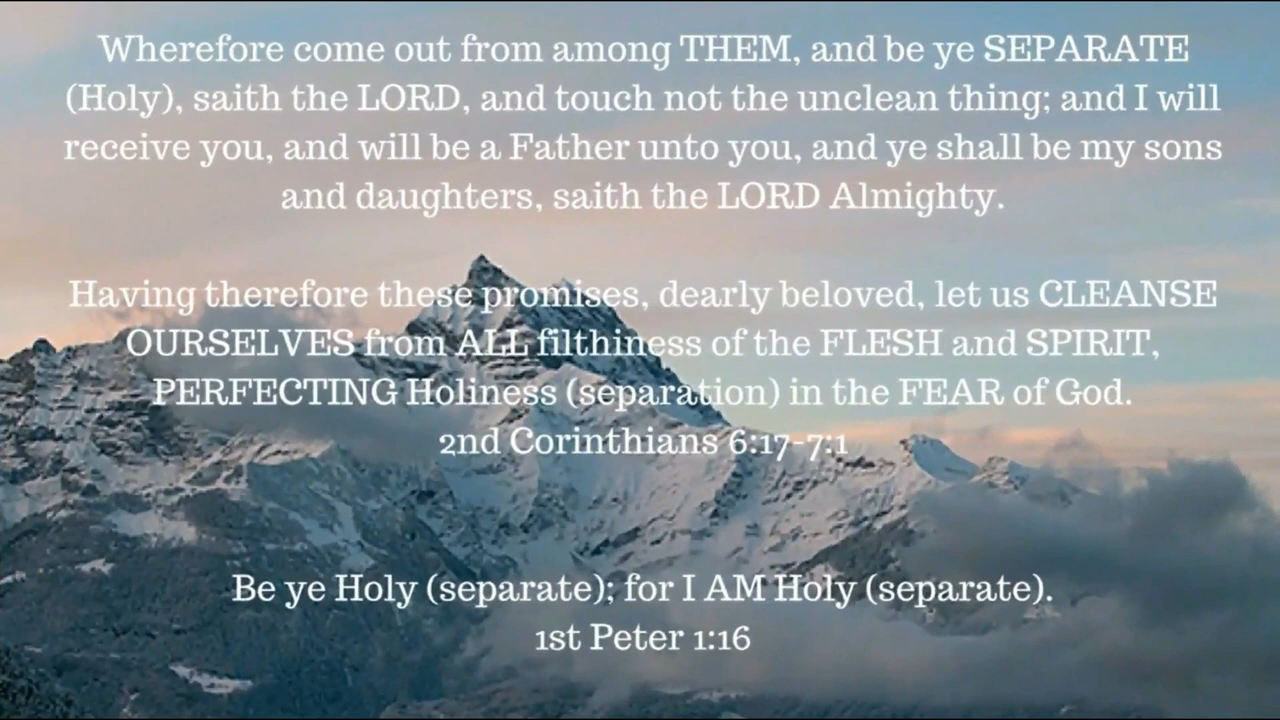 Wherefore come out from among THEM, and be ye SEPARATE
(Holy), saith the LORD, and touch not the unclean thing; and I will
receive you, and will be a Father unto you, and ye shall be my sons
and daughters, saith the LORD Almighty.
Having therefore these promises, dearly beloved, let us CLEANSE
OURSELVES from ALL filthiness of the FLESH and SPIRIT,
PERFECTING Holiness (separation) in the FEAR of God.
2nd Corinthians 6:17-7:1
Be ye Holy (separate); for I AM Holy (separate).
1st Peter 1:16